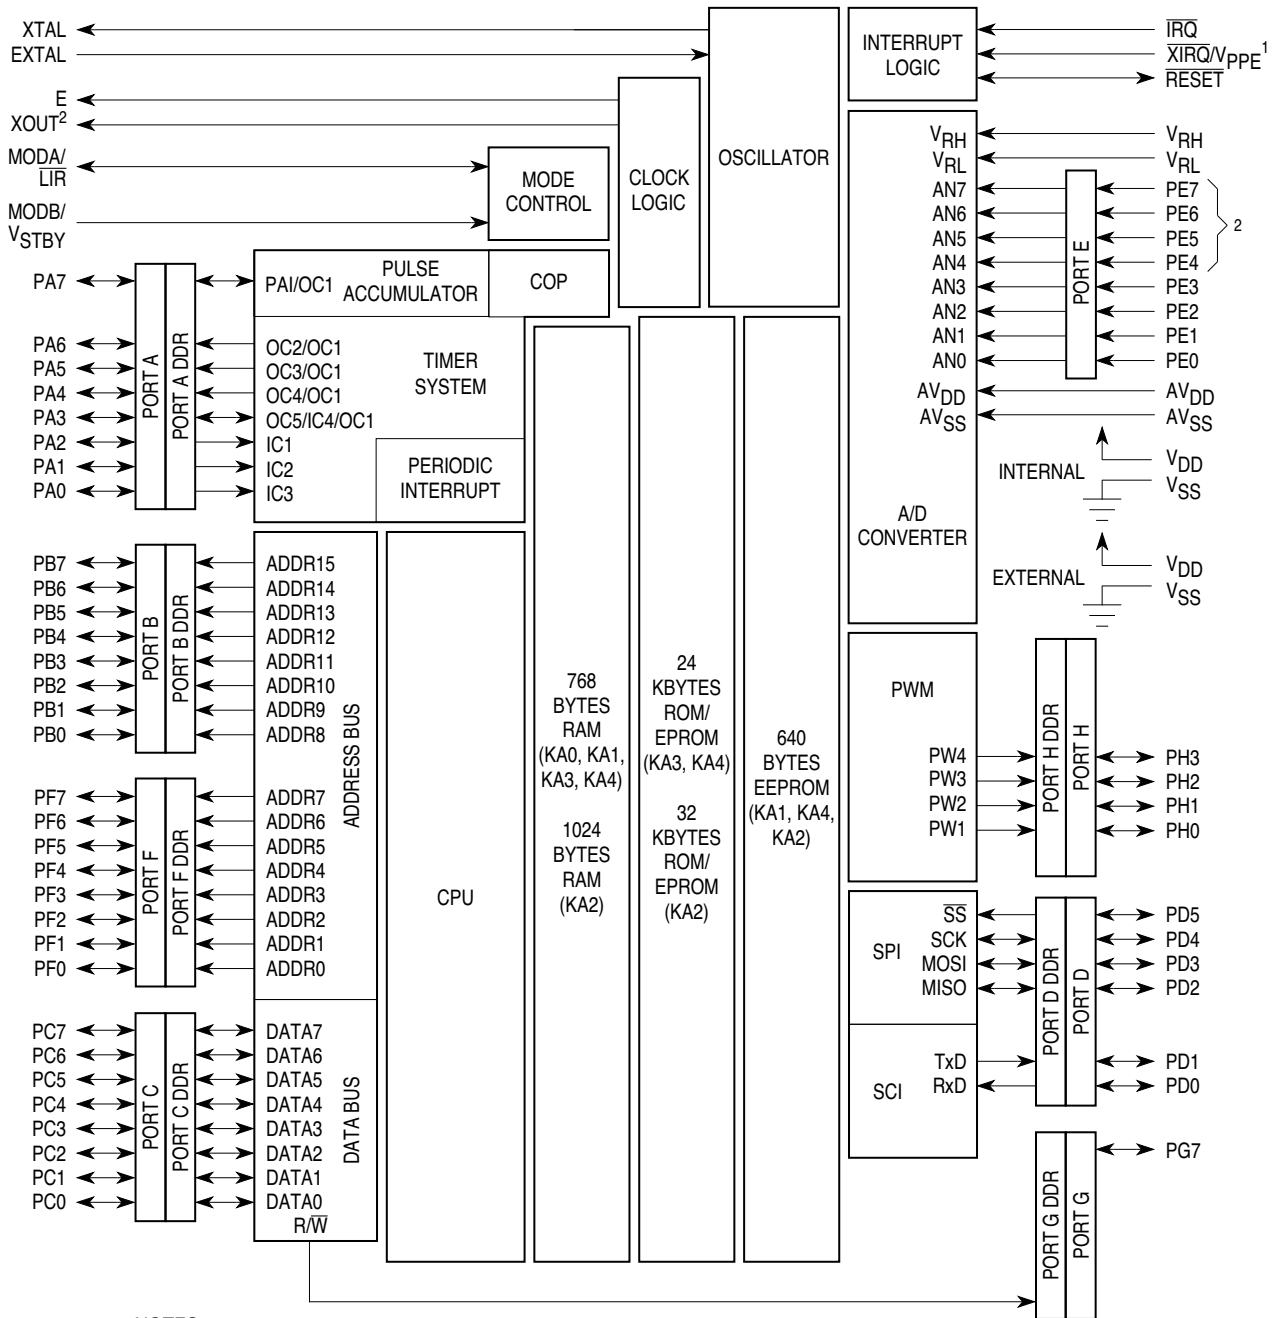 XTAL
EXTAL
E
XOUT2
MODA/
LIR
MODB/
VSTBY
OSCILLATOR
CLOCK
LOGIC
MODE
CONTROL
INTERRUPT
LOGIC
IRQ
XIRQ/VPPE1
RESET
PA7
PA6
PA5
PA4
PA3
PA2
PA1
PA0
PORT A
PORT A DDR
PAI/OC1
PULSE
ACCUMULATOR
COP
OC2/OC1
OC3/OC1
OC4/OC1
OC5/IC4/OC1
IC1
IC2
IC3
TIMER
SYSTEM
PERIODIC
INTERRUPT
PB7
PB6
PB5
PB4
PB3
PB2
PB1
PB0
PORT B
PORT B DDR
ADDR15
ADDR14
ADDR13
ADDR12
ADDR11
ADDR10
ADDR9
ADDR8
ADDRESS BUS
PF7
PF6
PF5
PF4
PF3
PF2
PF1
PF0
PORT F
PORT F DDR
ADDR7
ADDR6
ADDR5
ADDR4
ADDR3
ADDR2
ADDR1
ADDR0
PC7
PC6
PC5
PC4
PC3
PC2
PC1
PC0
PORT C
PORT C DDR
DATA7
DATA6
DATA5
DATA4
DATA3
DATA2
DATA1
DATA0
R/W
DATA BUS
CPU
768
BYTES
RAM
(KA0, KA1,
KA3, KA4)
1024
BYTES
RAM
(KA2)
24
KBYTES
ROM/
EPROM
(KA3, KA4)
32
KBYTES
ROM/
EPROM
(KA2)
640
BYTES
EEPROM
(KA1, KA4,
KA2)
VRH
VRL
AN7
AN6
AN5
AN4
AN3
AN2
AN1
AN0
AVDD
AVSS
A/D
CONVERTER
PORT E
VRH
VRL
PE7
PE6
PE5
PE4
PE3
PE2
PE1
PE0
2
AVDD
AVSS
INTERNAL
VDD
VSS
EXTERNAL
VDD
VSS
PWM
PW4
PW3
PW2
PW1
PORT H DDR
PORT H
PH3
PH2
PH1
PH0
SPI
SS
SCK
MOSI
MISO
SCI
TxD
RxD
PORT D DDR
PORT D
PD5
PD4
PD3
PD2
PD1
PD0
PORT G DDR
PORT G
PG7